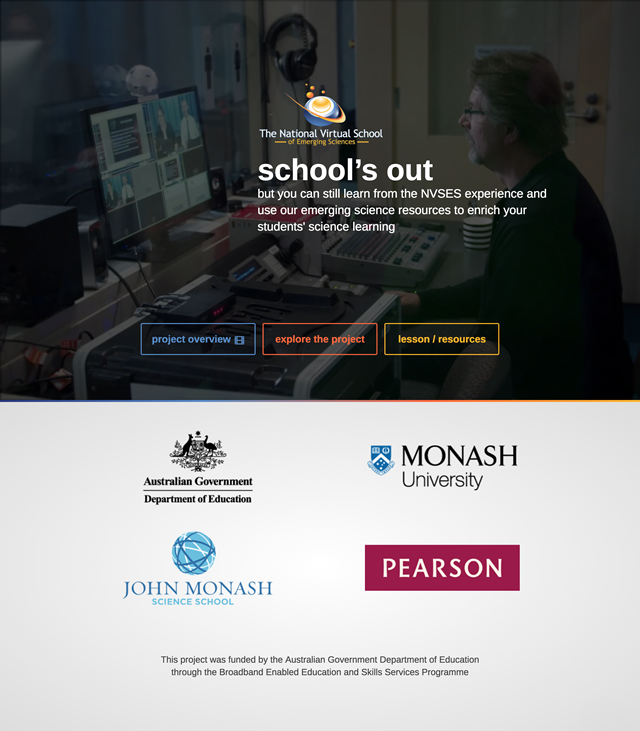 The National Virtual School
of Emerging Sciences
school's out
but you can still learn from the NVSES experience and
use our emerging science resources to enrich your
students' science learning
project overview
explore the project
lesson / resources
Australian Government
Department of Education
MONASH
University
JOHN MONASH
SCIENCE SCHOOL
PEARSON
This project was funded by the Australian Government Department of Education
through the Broadband Enabled Education and Skills Services Programme